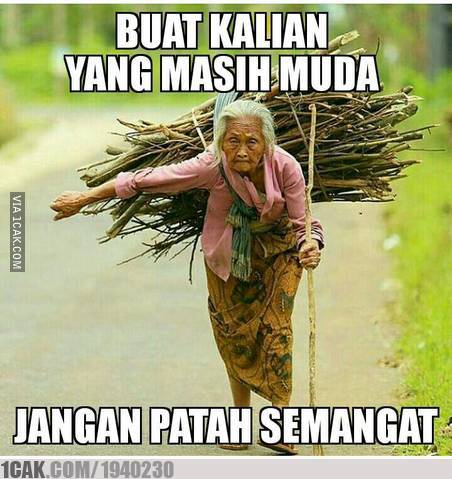 BUAT KALIAN
YANG MASIH MUDA
VIA 1CAK.COM
JANGAN PATAH SEMANGAT
1CAK.COM/1940230